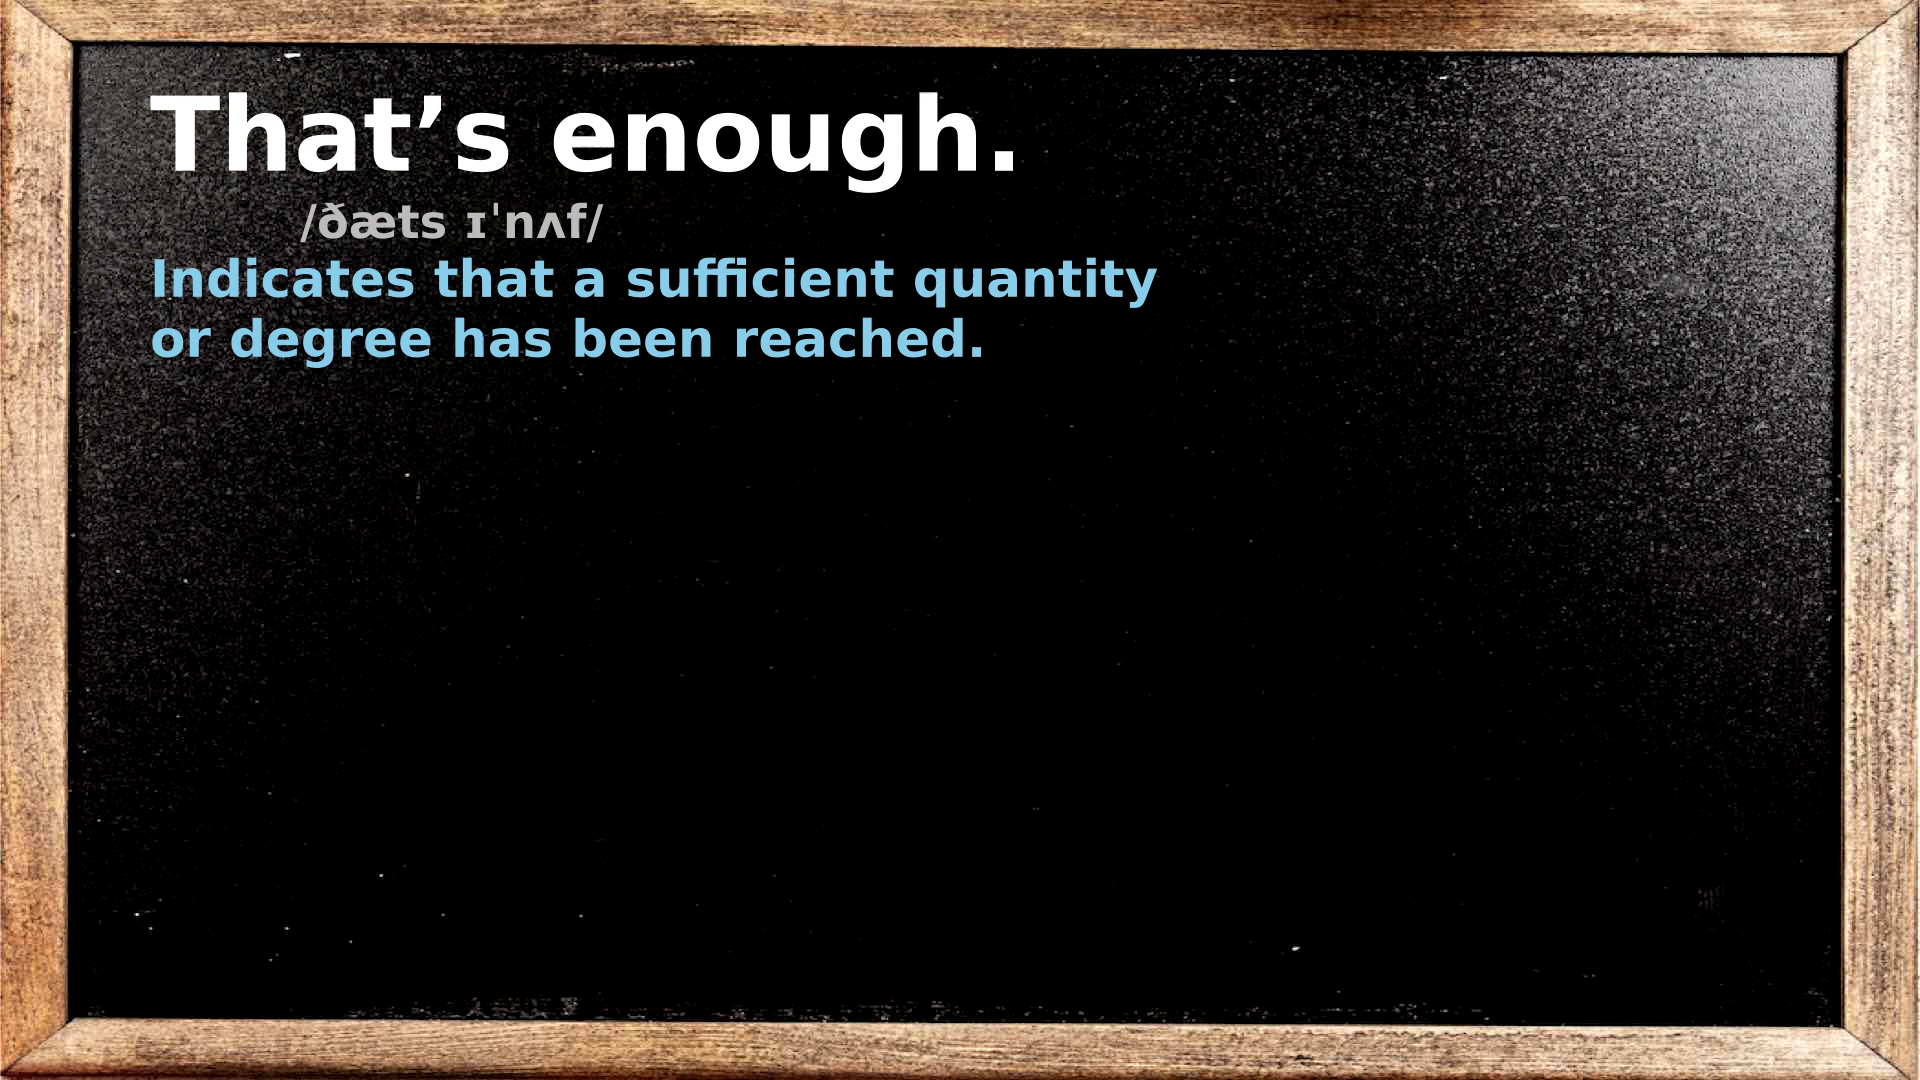 That’s enough.
/ðæts ɪˈnʌf/
Indicates that a sufficient quantity
or degree has been reached.